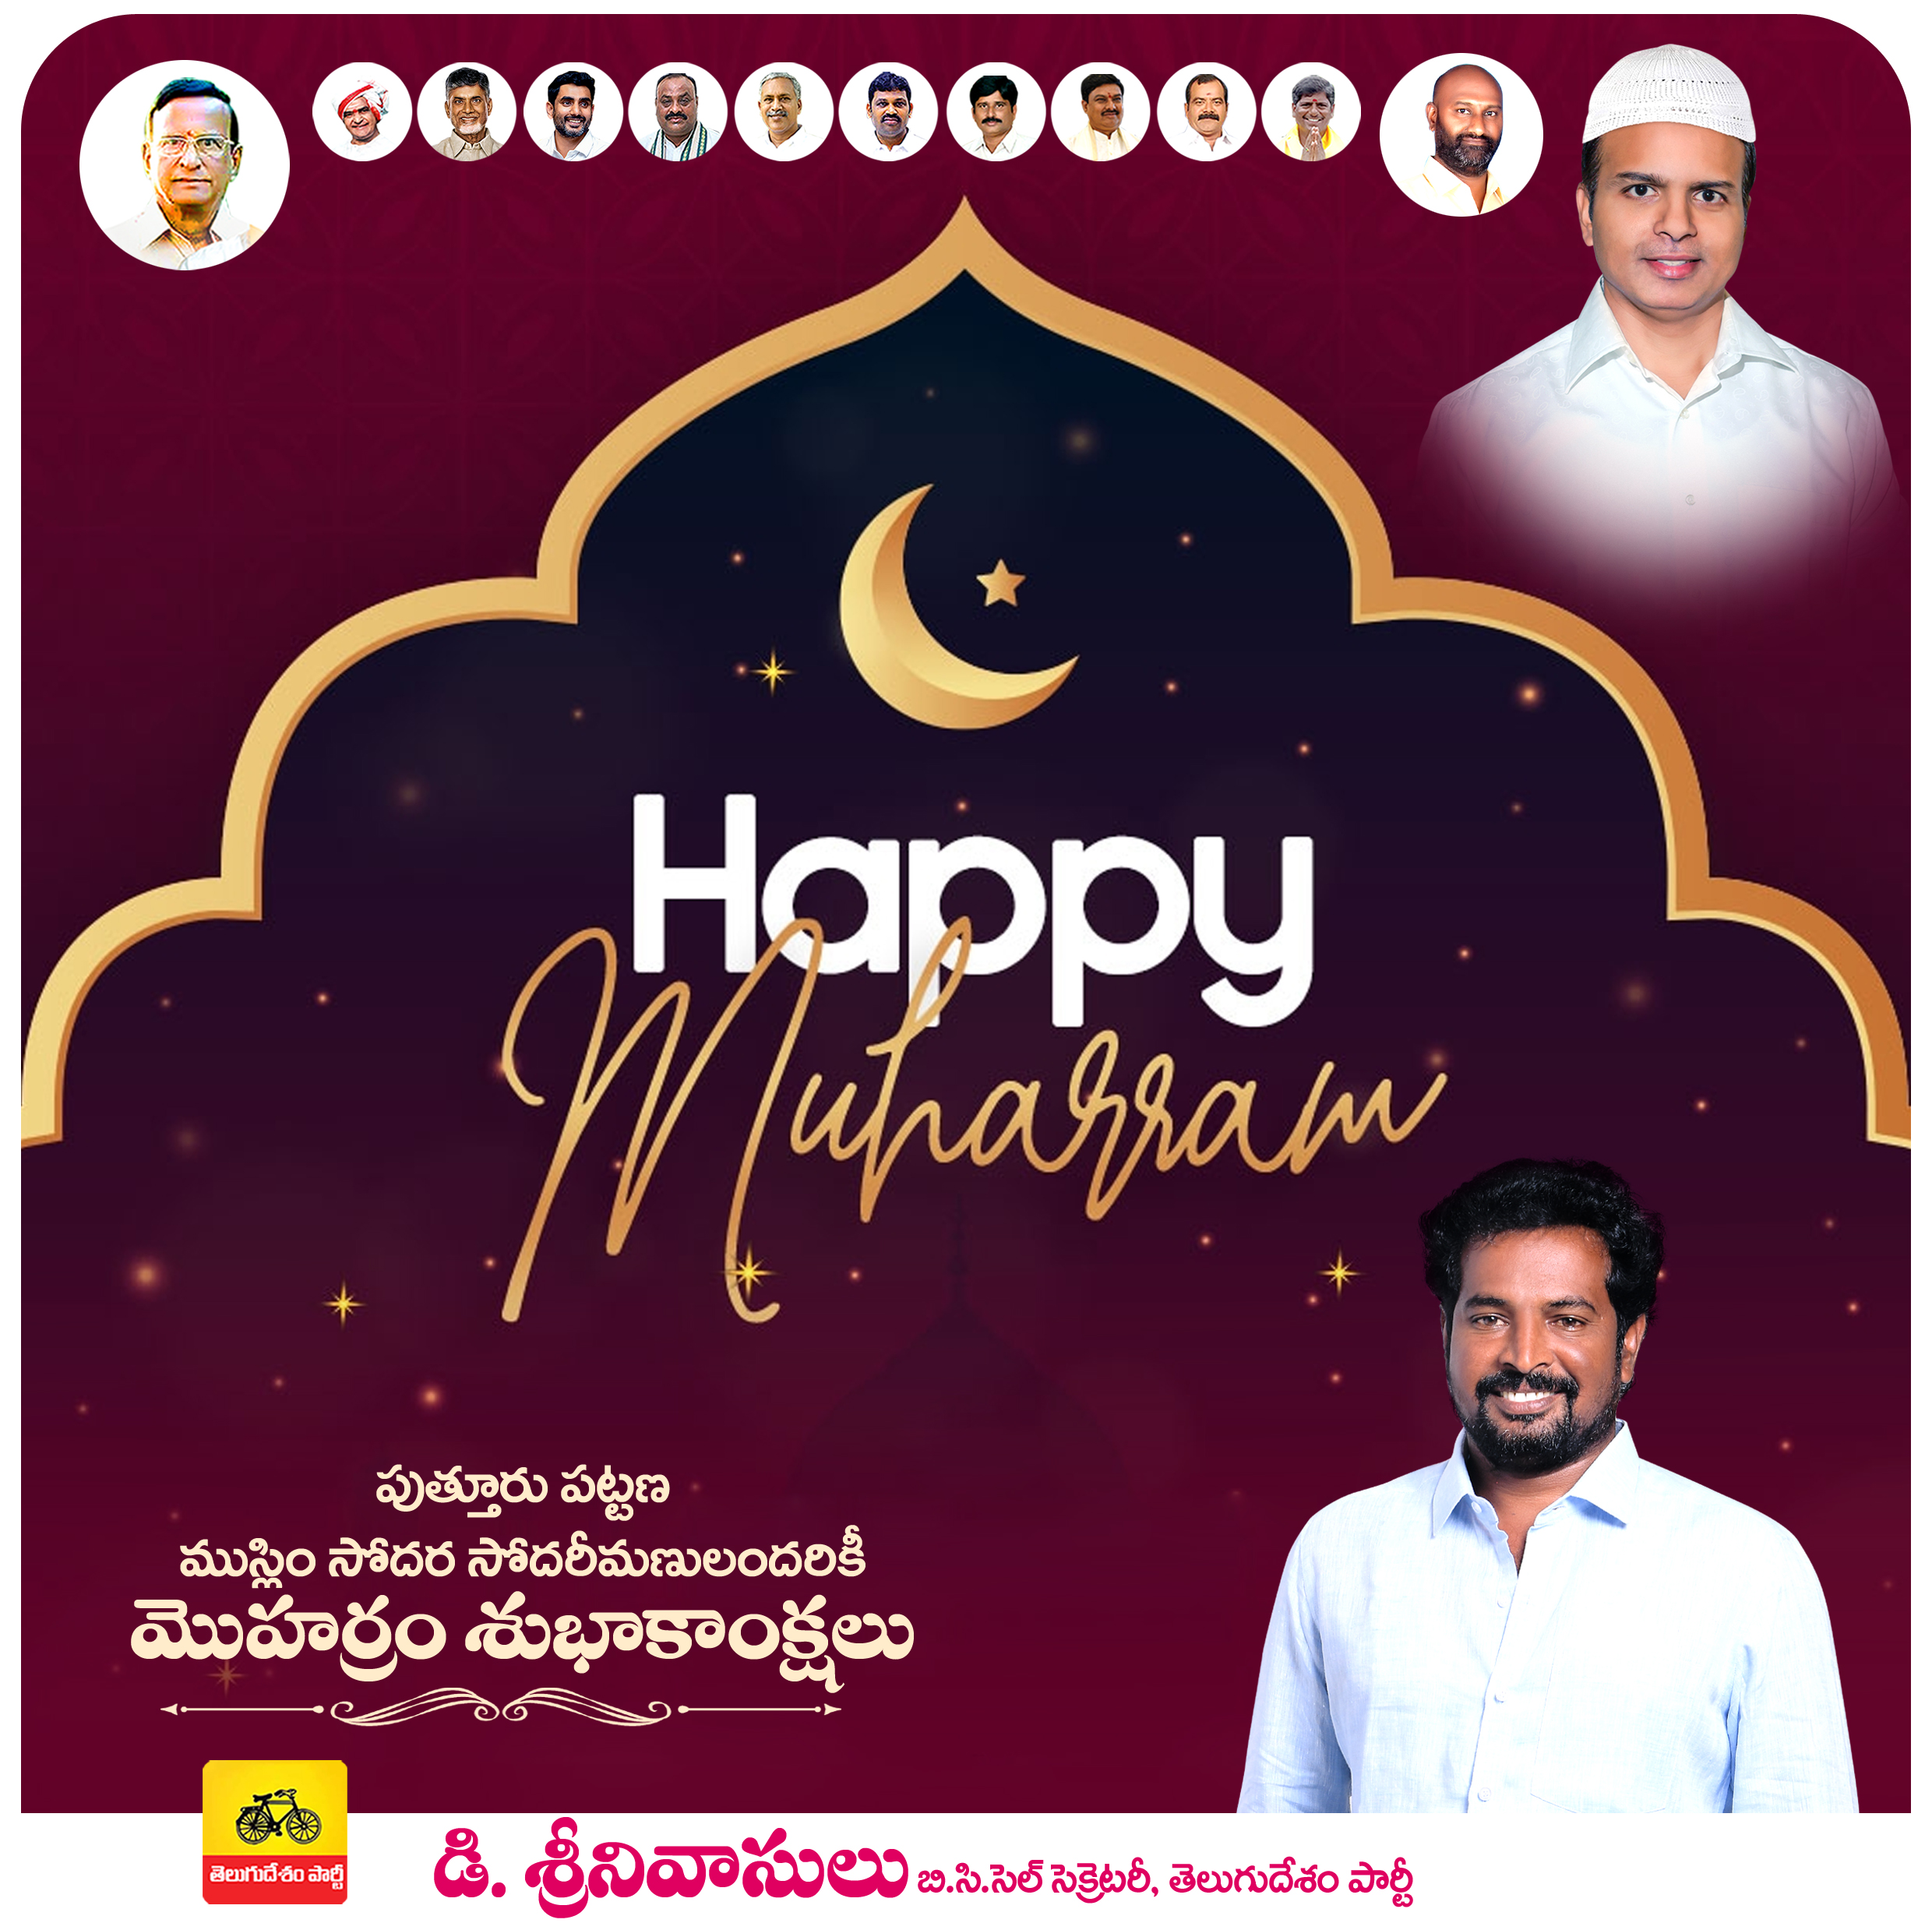 Happy
Muharram
పుత్తూరు పట్టణ
ముస్లిం సోదర సోదరీమణులందరికీ
మొహర్రం శుభాకాంక్షలు
తెలుగుదేశం పార్టీ
డి. శ్రీనివాసులు బి.సి.సెల్ సెక్రెటరీ, తెలుగుదేశం పార్టీ